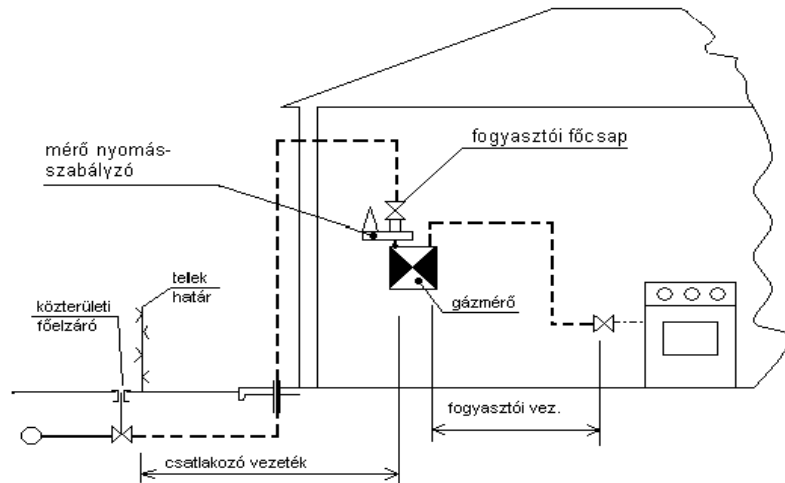 fogyasztói főcsap
mérő nyomás-
szabályzó
telek
határ
közterületi
főelzáró
gázmérő
fogyasztói vez.
csatlakozó vezeték